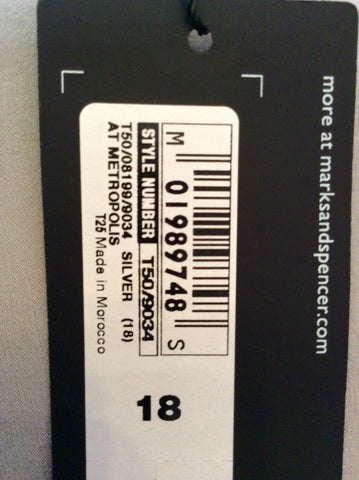 more at marksandspencer.com
M 01989748 S
STYLE NUMBER T50/9034
T50/08199/9034 SILVER (18)
AT METROPOLIS
T25 Made in Morocco
18